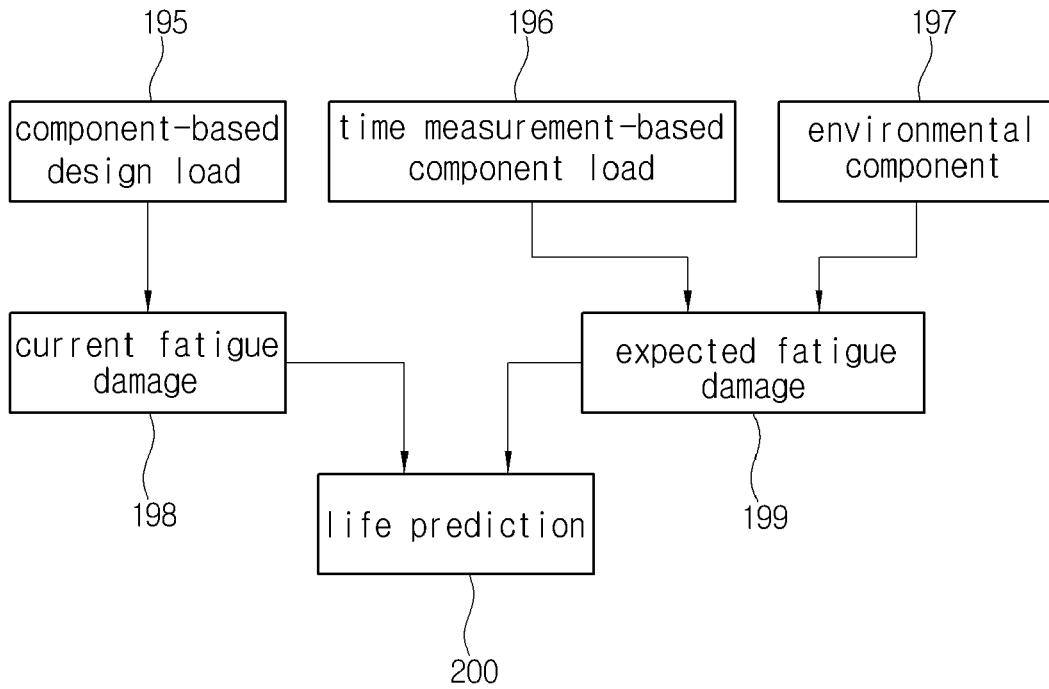 195
196
197
component-based
design load
time measurement-based
component load
environmental
component
current fatigue
damage
expected fatigue
damage
198
life prediction
199
200